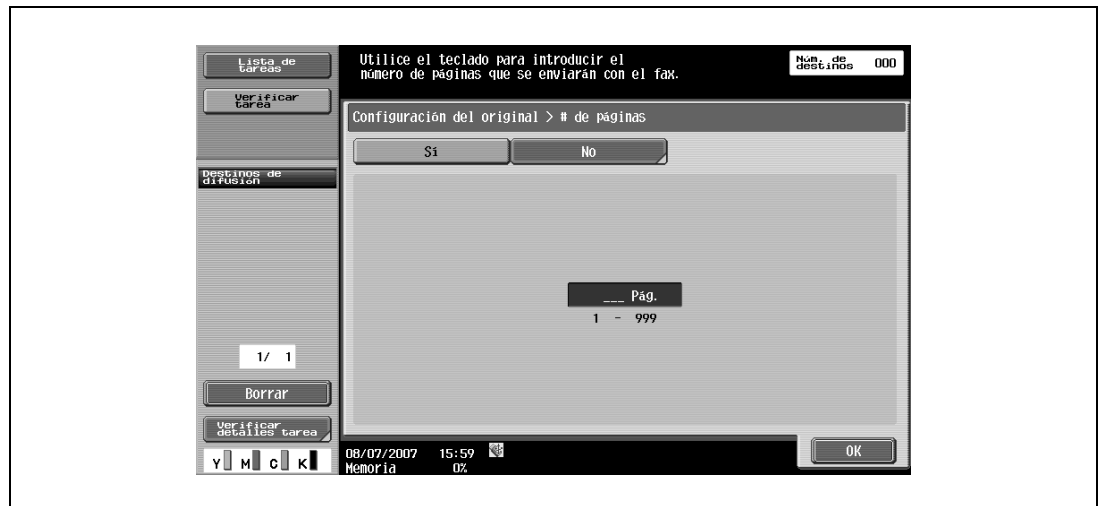 Lista de
tareas
Verificar
tarea
Destinos de
difusión
1/ 1
Borrar
Verificar
detalles tarea
Y M C K
Utilice el teclado para introducir el
número de páginas que se enviarán con el fax.
Núm. de
destinos 000
Configuración del original > # de páginas
Sí No
___ Pág.
1 - 999
08/07/2007 15:59
Memoria 0%
OK